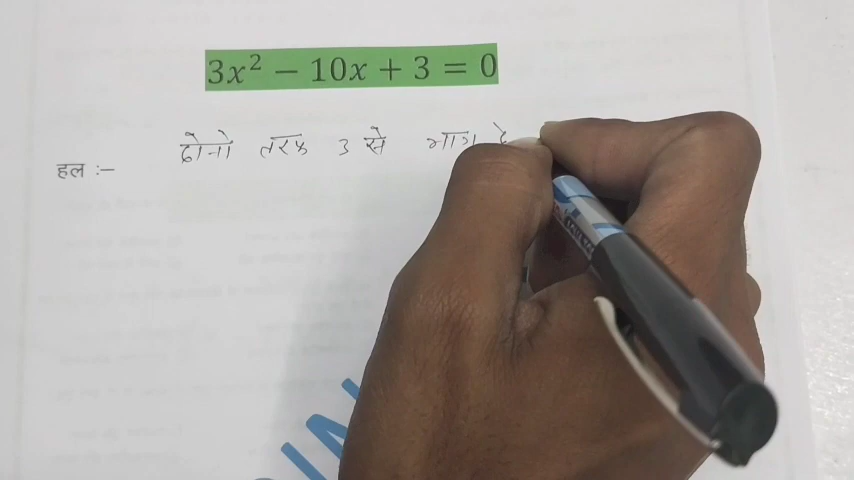 3x² − 10x + 3 = 0
दोनो तरफ 3 से भाग दे
हल :−